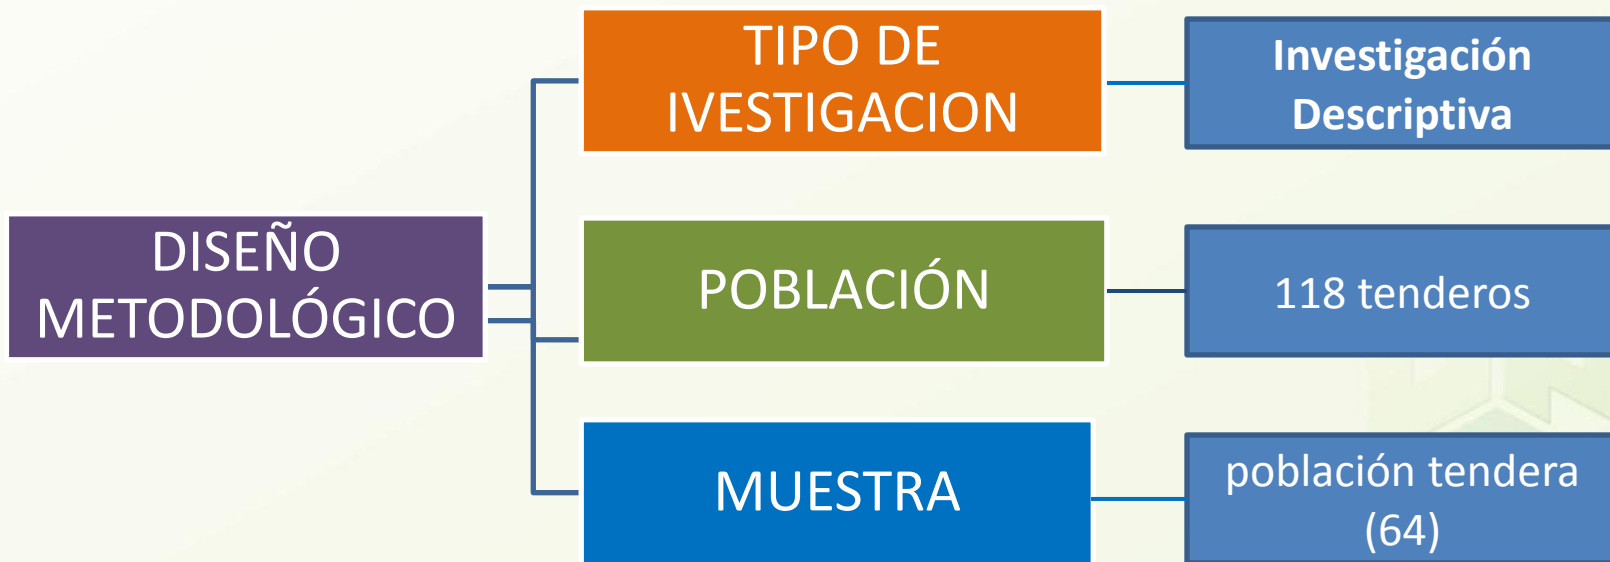 DISEÑO
METODOLÓGICO
TIPO DE
IVESTIGACION
Investigación
Descriptiva
POBLACIÓN
118 tenderos
MUESTRA
población tendera
(64)